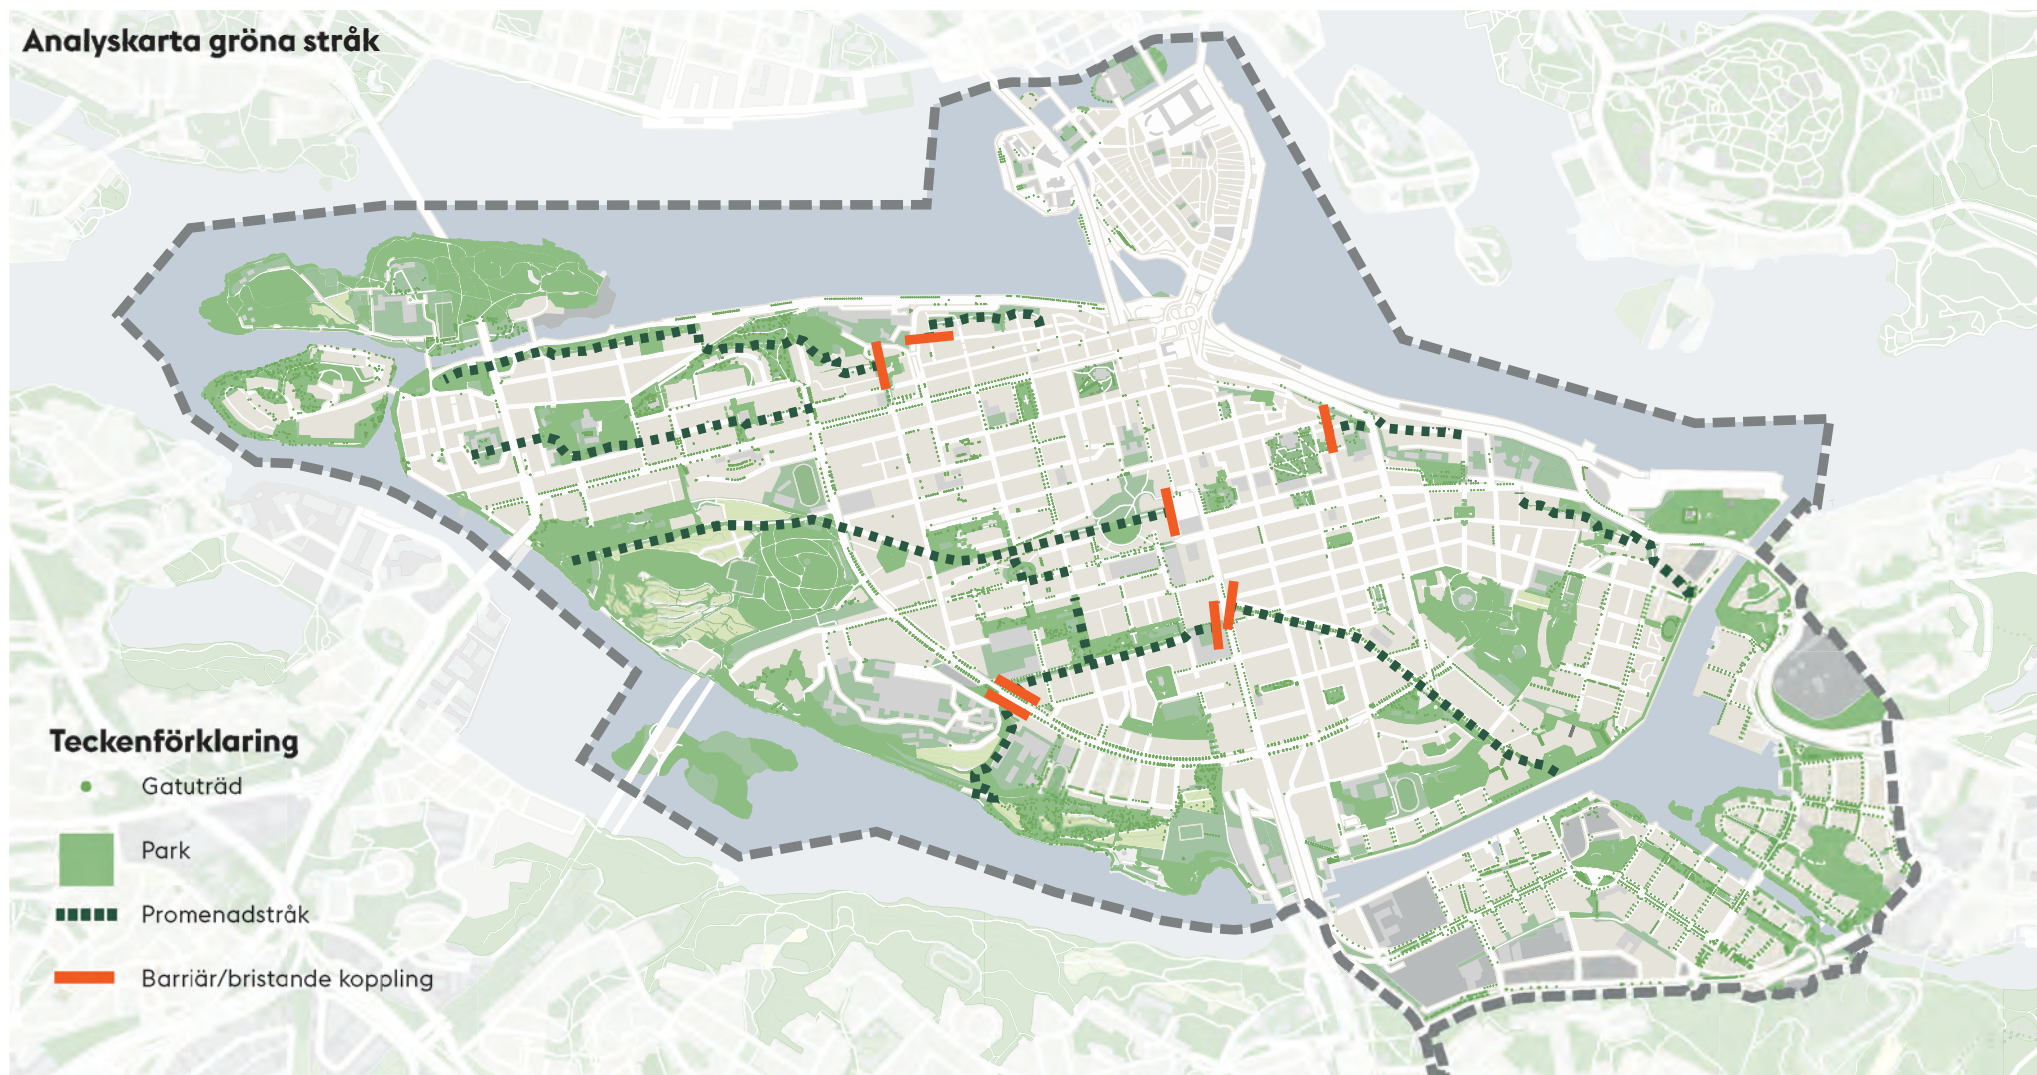 Analyskarta gröna stråk
Teckenförklaring
Gatuträd
Park
Promenadstråk
Barriär/bristande koppling